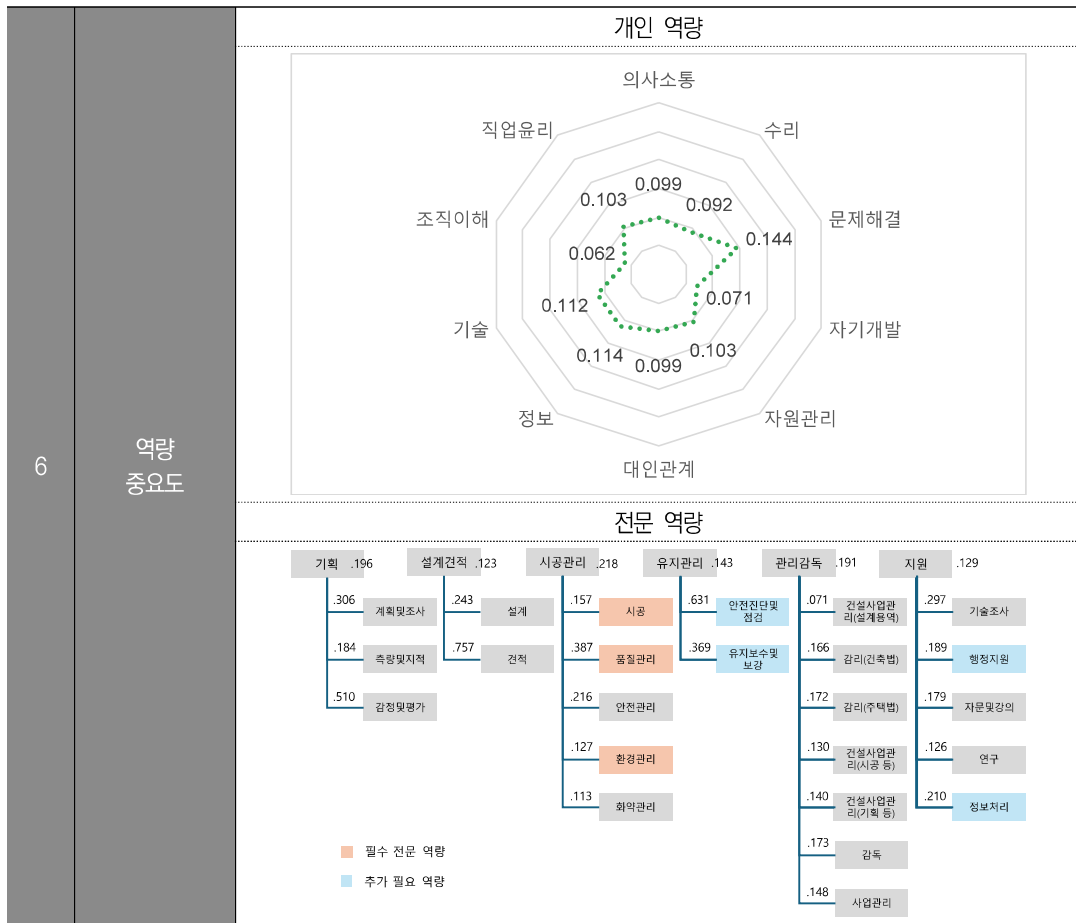 6
역량
중요도
개인 역량
의사소통
직업윤리
수리
0.099
0.103
0.092
조직이해
문제해결
0.144
0.062
0.071
0.112
기술
자기개발
0.114
0.099
0.103
정보
자원관리
대인관계
전문 역량
기획 .196
.306 계획및조사
.184 측량및지적
.510 감정및평가
설계견적 .123
.243 설계
.757 견적
시공관리 .218
.157 시공
.387 품질관리
.216 안전관리
.127 환경관리
.113 화약관리
유지관리 .143
.631 안전진단및
점검
.369 유지보수및
보강
관리감독 .191
.071 건설사업관
리(설계용역)
.166 감리(건축법)
.172 감리(주택법)
.130 건설사업관
리(시공 등)
.140 건설사업관
리(기획 등)
.173 감독
.148 사업관리
지원 .129
.297 기술조사
.189 행정지원
.179 자문및강의
.126 연구
.210 정보처리
필수 전문 역량
추가 필요 역량